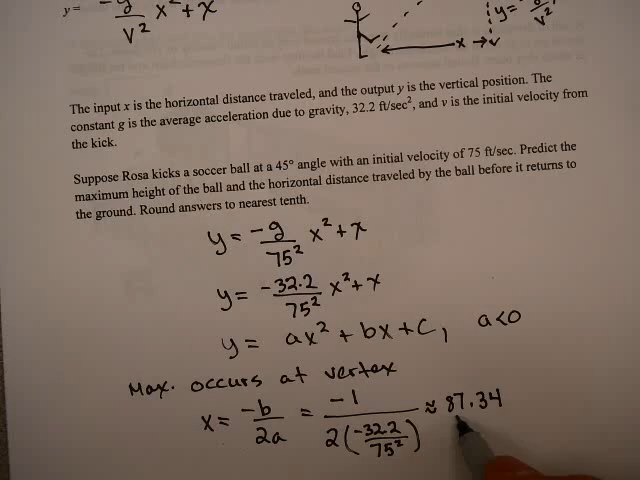 y = -g/v² x² + x
x → v
y = v²
The input x is the horizontal distance traveled, and the output y is the vertical position. The
constant g is the average acceleration due to gravity, 32.2 ft/sec², and v is the initial velocity from
the kick.
Suppose Rosa kicks a soccer ball at a 45° angle with an initial velocity of 75 ft/sec. Predict the
maximum height of the ball and the horizontal distance traveled by the ball before it returns to
the ground. Round answers to nearest tenth.
y = -g/75² x² + x
y = -32.2/75² x² + x
y = ax² + bx + c, a<0
Max. occurs at vertex
x = -b/2a = -1/2(-32.2/75²) ≈ 87.34